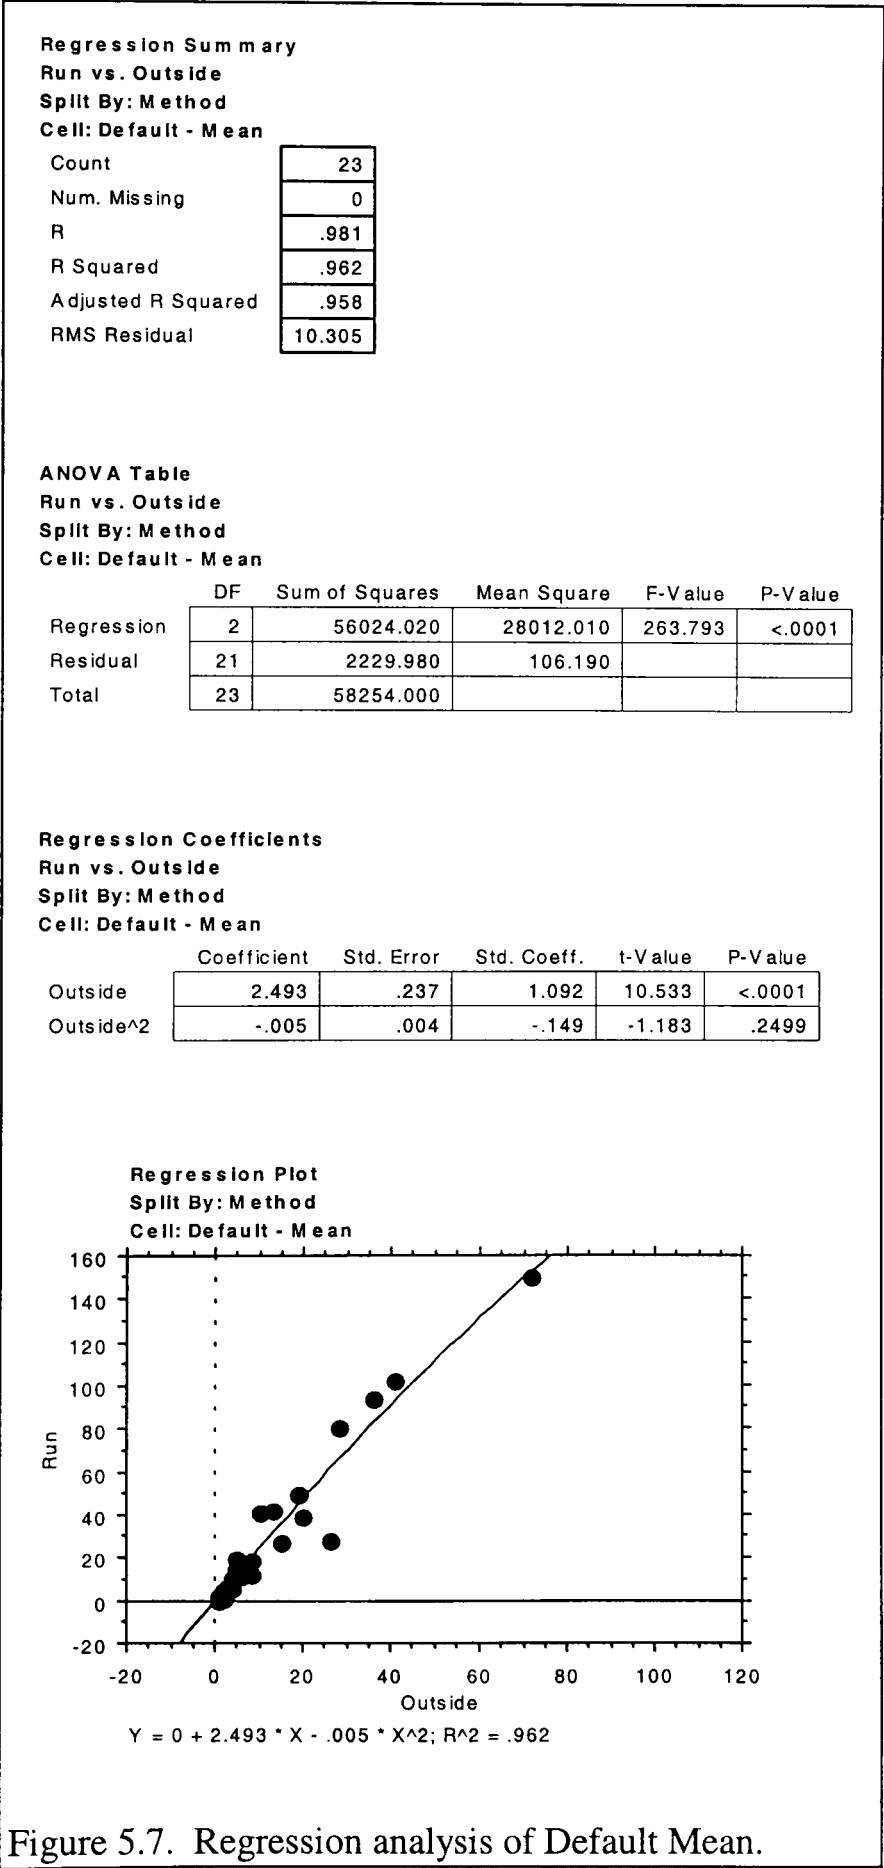 Regression Summary
Run vs. Outside
Split By: Method
Cell: Default - Mean
Count 23
Num. Missing 0
R .981
R Squared .962
Adjusted R Squared .958
RMS Residual 10.305
ANOVA Table
Run vs. Outside
Split By: Method
Cell: Default - Mean
DF Sum of Squares Mean Square F-Value P-Value
Regression 2 56024.020 28012.010 263.793 <.0001
Residual 21 2229.980 106.190
Total 23 58254.000
Regression Coefficients
Run vs. Outside
Split By: Method
Cell: Default - Mean
Coefficient Std. Error Std. Coeff. t-Value P-Value
Outside 2.493 .237 1.092 10.533 <.0001
Outside^2 -.005 .004 -.149 -1.183 .2499
Regression Plot
Split By: Method
Cell: Default - Mean
160
140
120
100
80
60
40
20
0
-20
Run
-20 0 20 40 60 80 100 120
Outside
Y = 0 + 2.493 * X - .005 * X^2; R^2 = .962
Figure 5.7. Regression analysis of Default Mean.